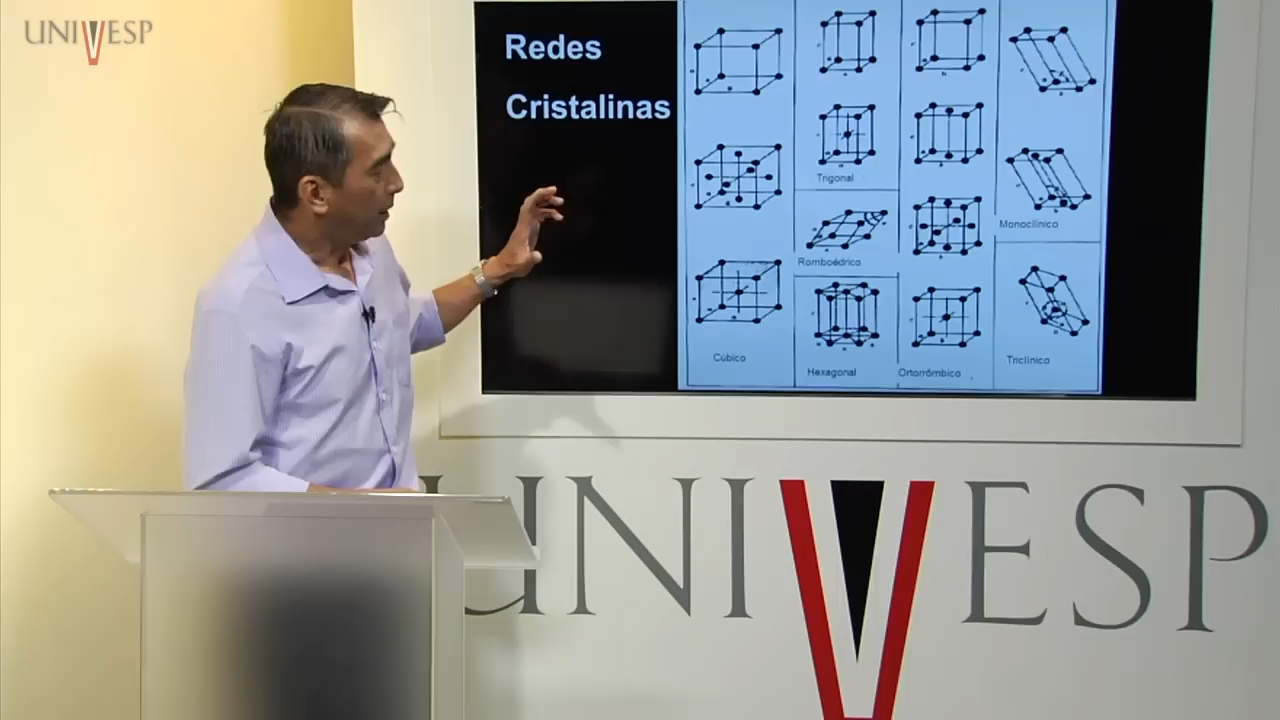 UNIVESP
Redes
Cristalinas
Trigonal
Romboédrico
Monoclínico
Cúbico
Hexagonal
Ortorrômbico
Triclínico
UNIVESP